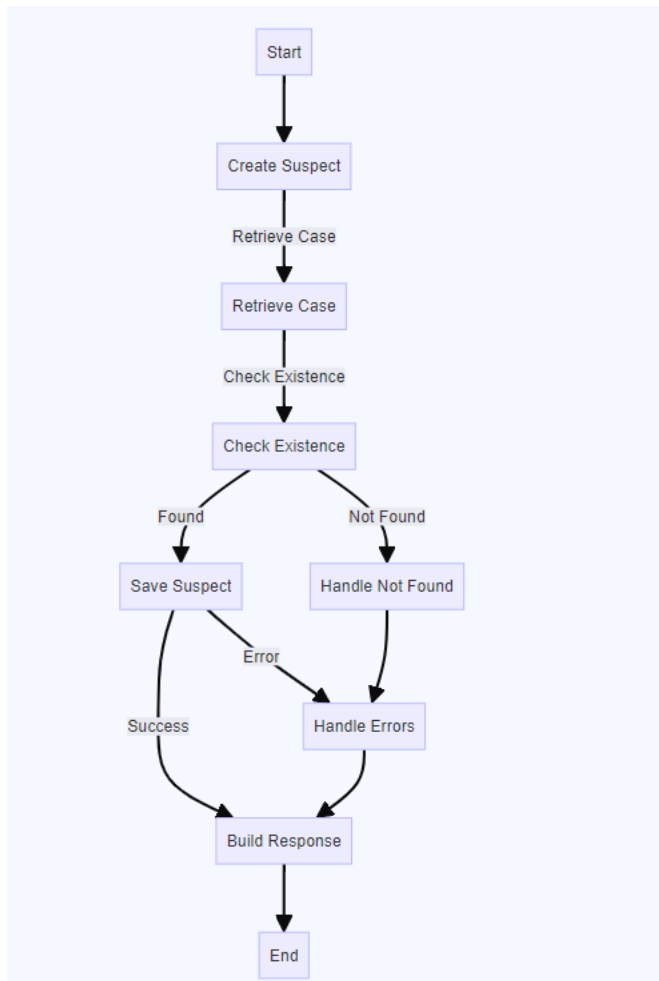 Start
Create Suspect
Retrieve Case
Retrieve Case
Check Existence
Check Existence
Found
Not Found
Save Suspect
Handle Not Found
Error
Success
Handle Errors
Build Response
End